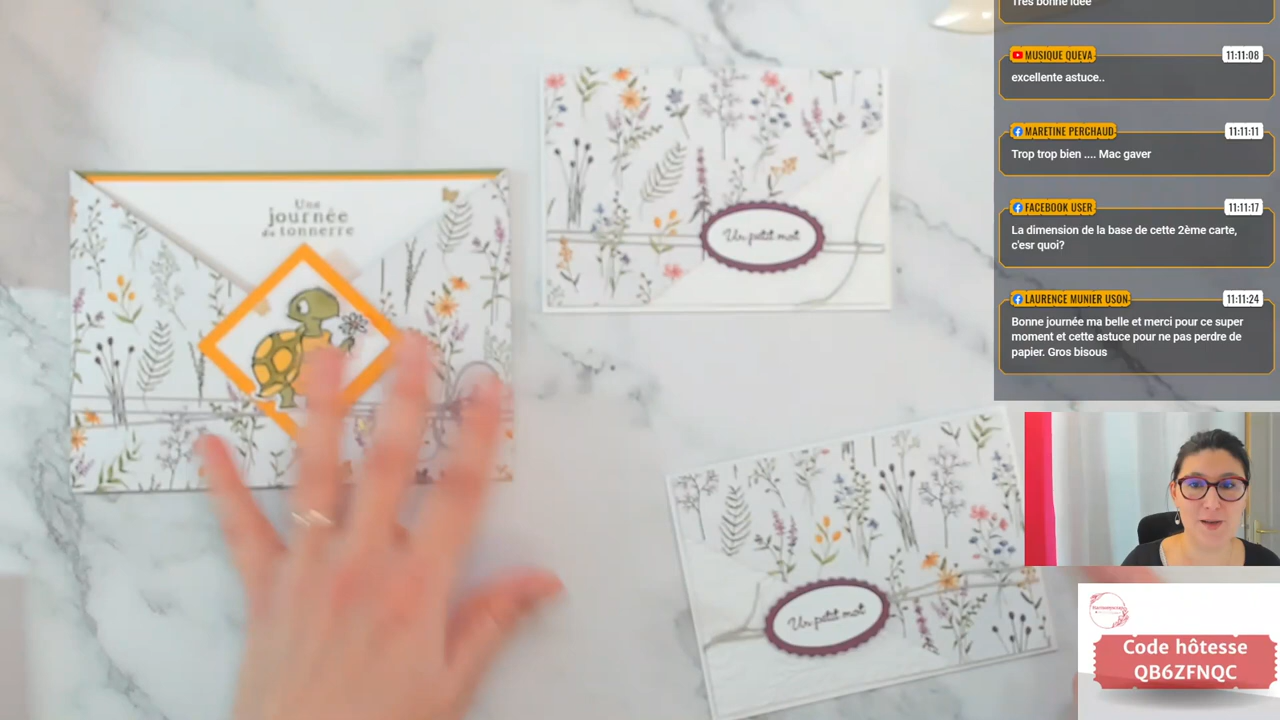 Une
journée
du tonnerre
Un petit mot
Un petit mot
Très bonne idée
MUSIQUE QUEVA
11:11:08
excellente astuce..
MARETINE PERCHAUD
11:11:11
Trop trop bien .... Mac gaver
FACEBOOK USER
11:11:17
La dimension de la base de cette 2ème carte,
c'esr quoi?
LAURENCE MUNIER USON
11:11:24
Bonne journée ma belle et merci pour ce super
moment et cette astuce pour ne pas perdre de
papier. Gros bisous
Code hôtesse
QB6ZFNQC